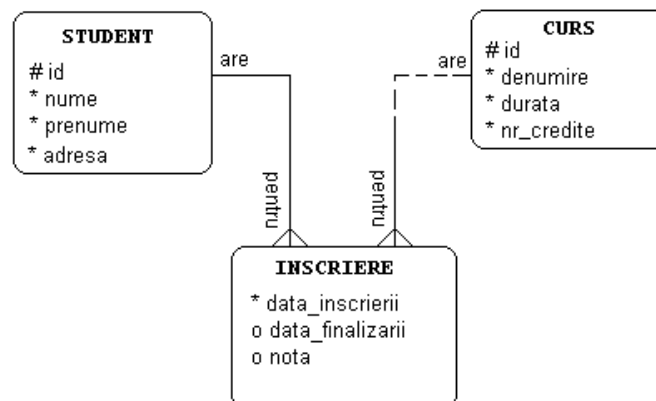 STUDENT
# id
* nume
* prenume
* adresa
are
pentru
CURS
# id
* denumire
* durata
* nr_credite
are
pentru
INSCRIERE
* data_inscrierii
o data_finalizarii
o nota